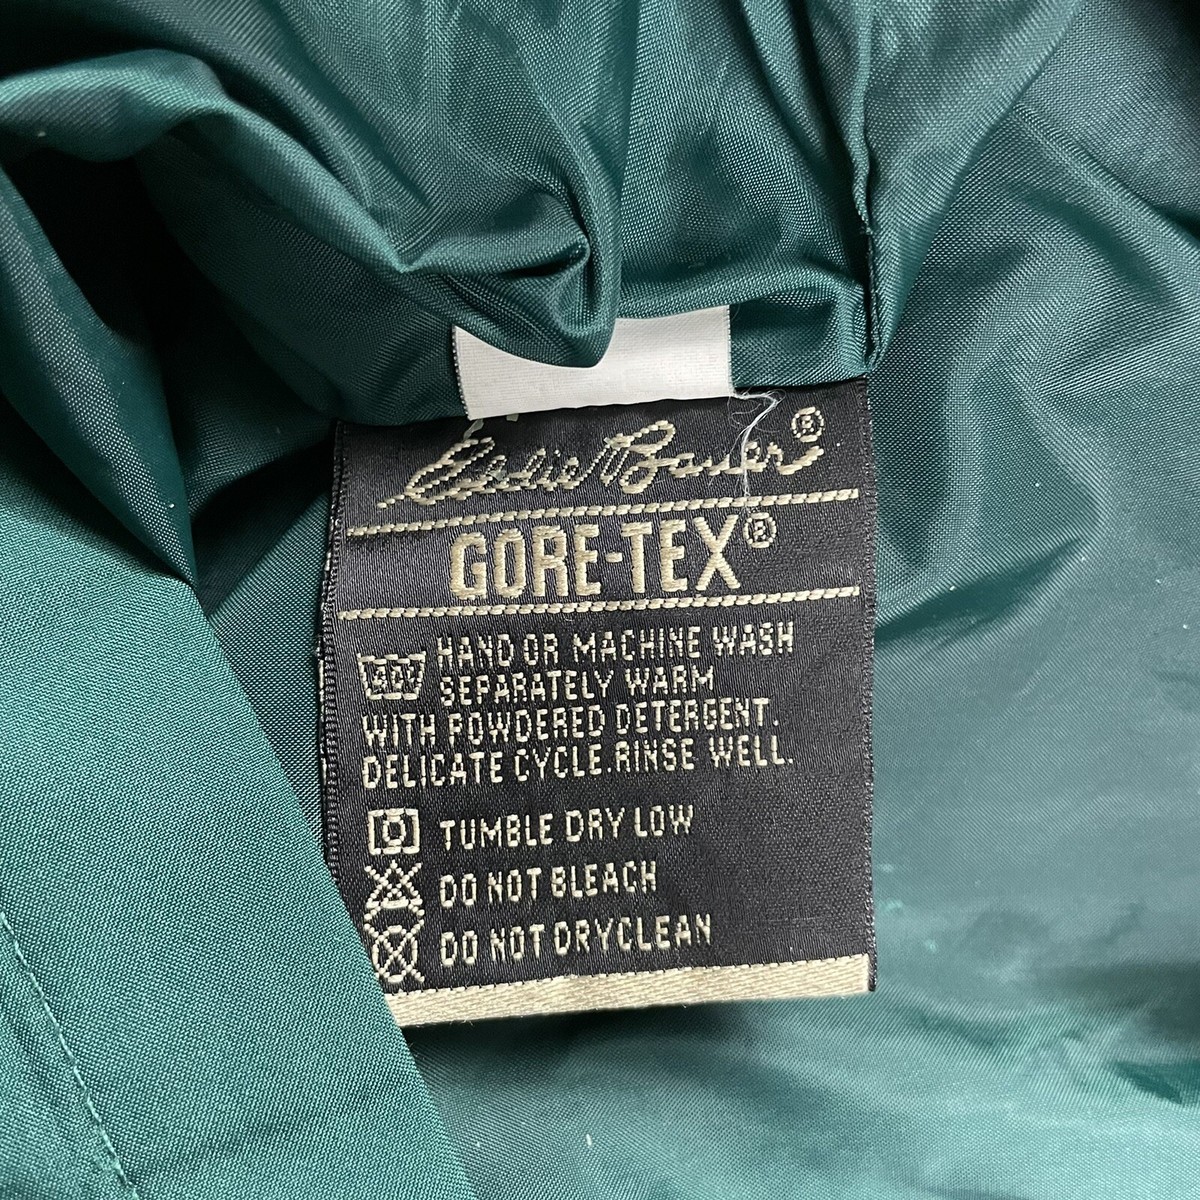 Eddie Bauer®
GORE-TEX®
HAND OR MACHINE WASH
SEPARATELY WARM
WITH POWDERED DETERGENT.
DELICATE CYCLE.RINSE WELL.
TUMBLE DRY LOW
DO NOT BLEACH
DO NOT DRYCLEAN